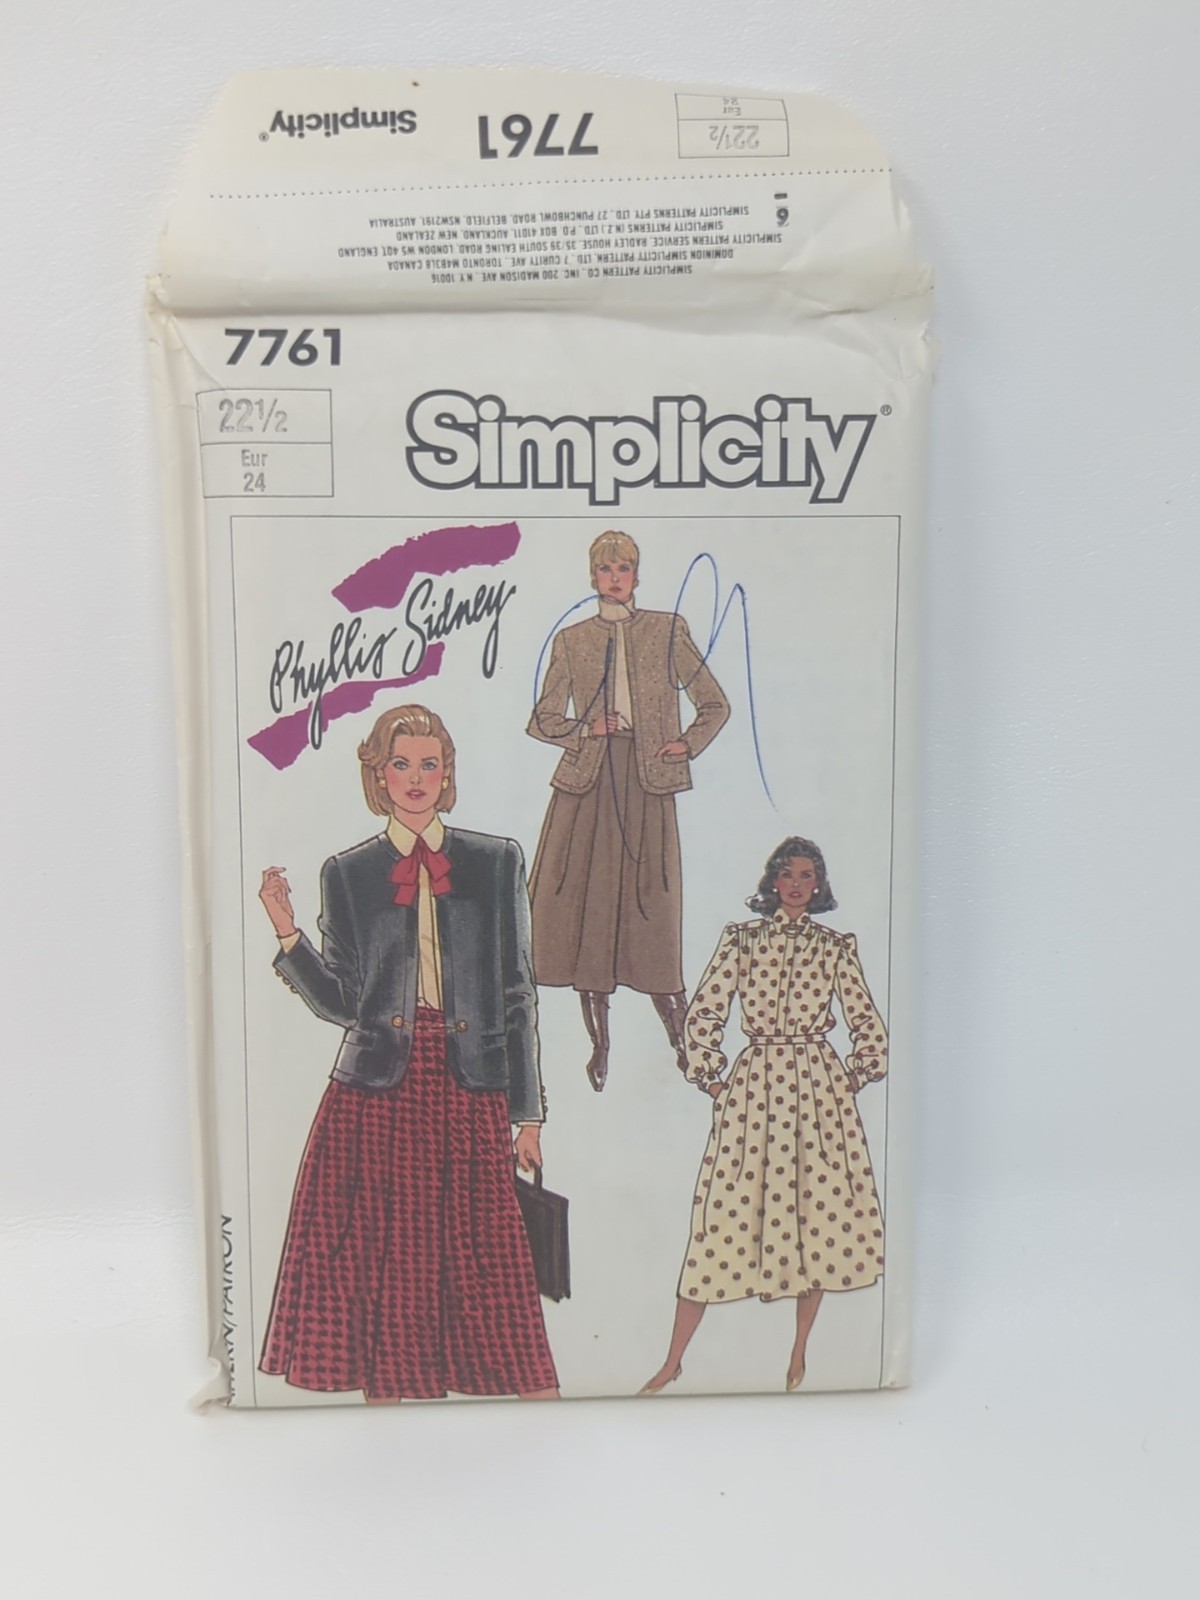 Simplicity®
7761
22½
Eur
24
6
SIMPLICITY PATTERN CO., INC. 200 MADISON AVE., N.Y. 10016
DOMINION SIMPLICITY PATTERN, LTD. 7 CURITY AVE., TORONTO M4B3L8 CANADA
SIMPLICITY PATTERN SERVICE, RADLEY HOUSE, 35/39 SOUTH EALING ROAD, LONDON W5 4QT, ENGLAND
SIMPLICITY PATTERNS (N.Z.) LTD., P.O. BOX 41011, AUCKLAND, NEW ZEALAND
SIMPLICITY PATTERNS PTY. LTD., 27 PUNCHBOWL ROAD, BELFIELD, NSW2191, AUSTRALIA
7761
22½
Eur
24
Simplicity®
Phyllis Sidney